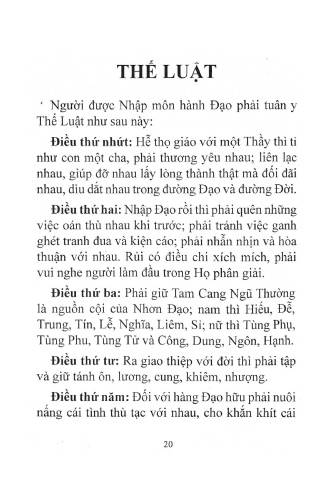 THẾ LUẬT
Người được Nhập môn hành Đạo phải tuân y
Thế Luật như sau này:
Điều thứ nhứt: Hễ thọ giáo với một Thầy thì tỉ
như con một cha, phải thương yêu nhau; liên lạc
nhau, giúp đỡ nhau lấy lòng thành thật mà đối đãi
nhau, dìu dắt nhau trong đường Đạo và đường Đời.
Điều thứ hai: Nhập Đạo rồi thì phải quên những
việc oán thù nhau khi trước; phải tránh việc ganh
ghét tranh đua và kiện cáo; phải nhẫn nhịn và hòa
thuận với nhau. Rủi có điều chi xích mích, phải
vui nghe người làm đầu trong Họ phân giải.
Điều thứ ba: Phải giữ Tam Cang Ngũ Thường
là nguồn cội của Nhơn Đạo; nam thì Hiếu, Đễ,
Trung, Tín, Lễ, Nghĩa, Liêm, Sỉ; nữ thì Tùng Phụ,
Tùng Phu, Tùng Tử và Công, Dung, Ngôn, Hạnh.
Điều thứ tư: Ra giao thiệp với đời thì phải tập
và giữ tánh ôn, lương, cung, khiêm, nhượng.
Điều thứ năm: Đối với hàng Đạo hữu phải nuôi
nấng cái tình thù tạc với nhau, cho khắn khít cái
20